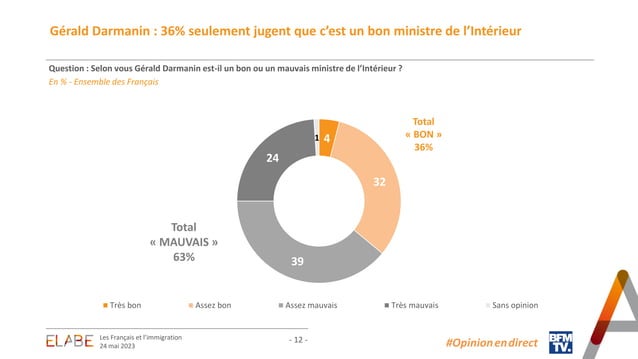 Gérald Darmanin : 36% seulement jugent que c’est un bon ministre de l’Intérieur
Question : Selon vous Gérald Darmanin est-il un bon ou un mauvais ministre de l’Intérieur ?
En % - Ensemble des Français
Total
« BON »
36%
1
4
32
24
39
Total
« MAUVAIS »
63%
Très bon
Assez bon
Assez mauvais
Très mauvais
Sans opinion
ELABE
Les Français et l’immigration
24 mai 2023
- 12 -
#Opinion en direct
BFM
TV.